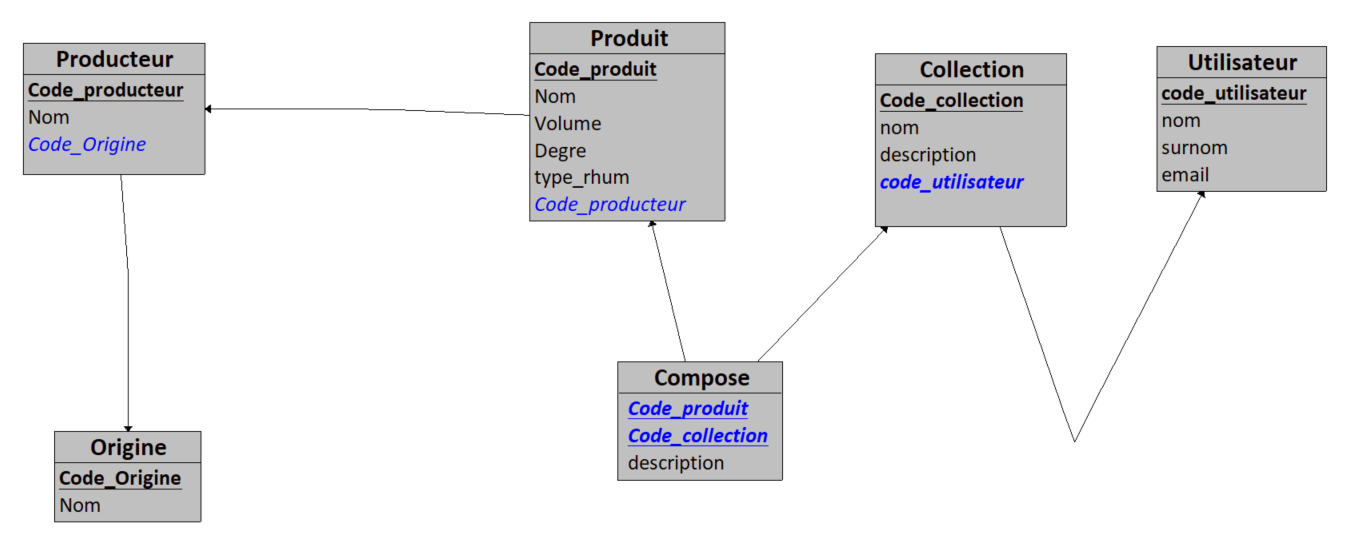 Producteur
Code_producteur
Nom
Code_Origine
Produit
Code_produit
Nom
Volume
Degre
type_rhum
Code_producteur
Collection
Code_collection
nom
description
code_utilisateur
Utilisateur
code_utilisateur
nom
surnom
email
Compose
Code_produit
Code_collection
description
Origine
Code_Origine
Nom